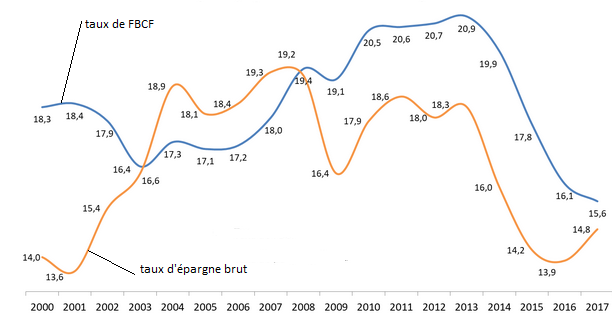 taux de FBCF
18,3 18,4 17,9 16,4 17,3 17,1 17,2 18,0 19,4 19,1 20,5 20,6 20,7 20,9 19,9 17,8 16,1 15,6
14,0 13,6 15,4 16,6 18,9 18,1 18,4 19,3 19,2 16,4 17,9 18,6 18,0 18,3 16,0 14,2 13,9 14,8
taux d'épargne brut
2000 2001 2002 2003 2004 2005 2006 2007 2008 2009 2010 2011 2012 2013 2014 2015 2016 2017